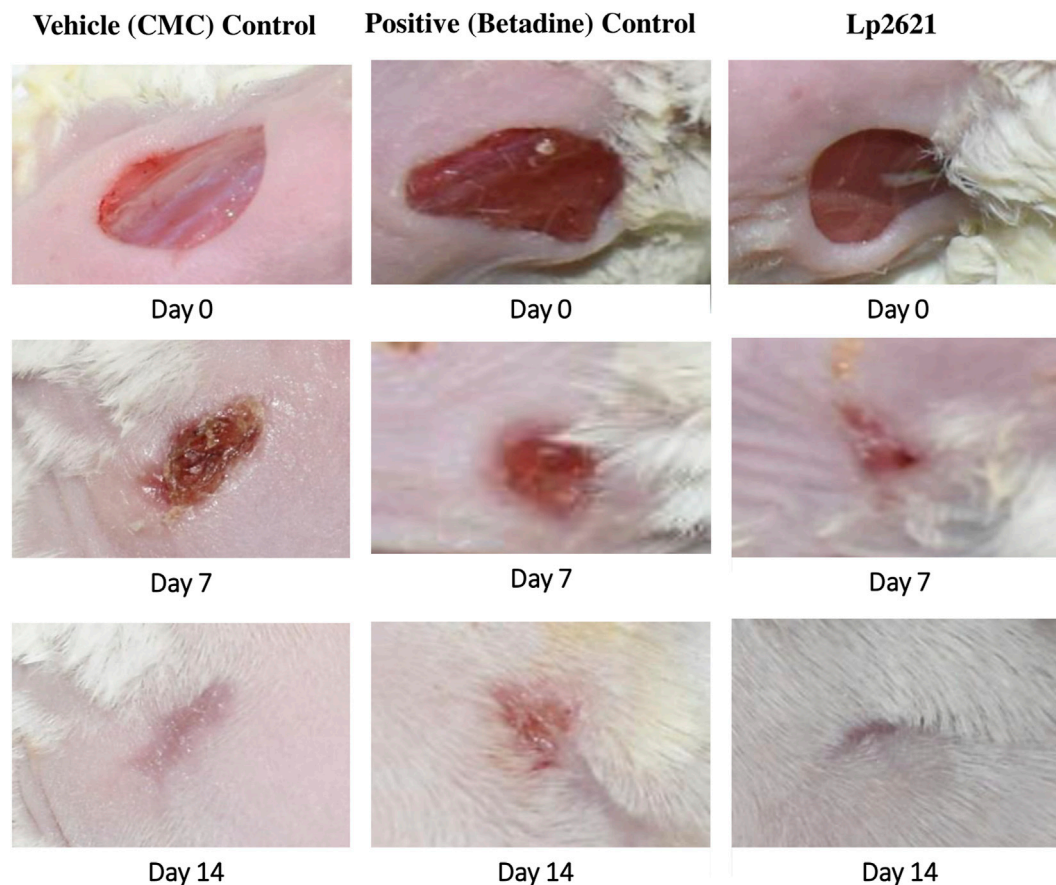 Vehicle (CMC) Control Positive (Betadine) Control Lp2621
Day 0 Day 0 Day 0
Day 7 Day 7 Day 7
Day 14 Day 14 Day 14